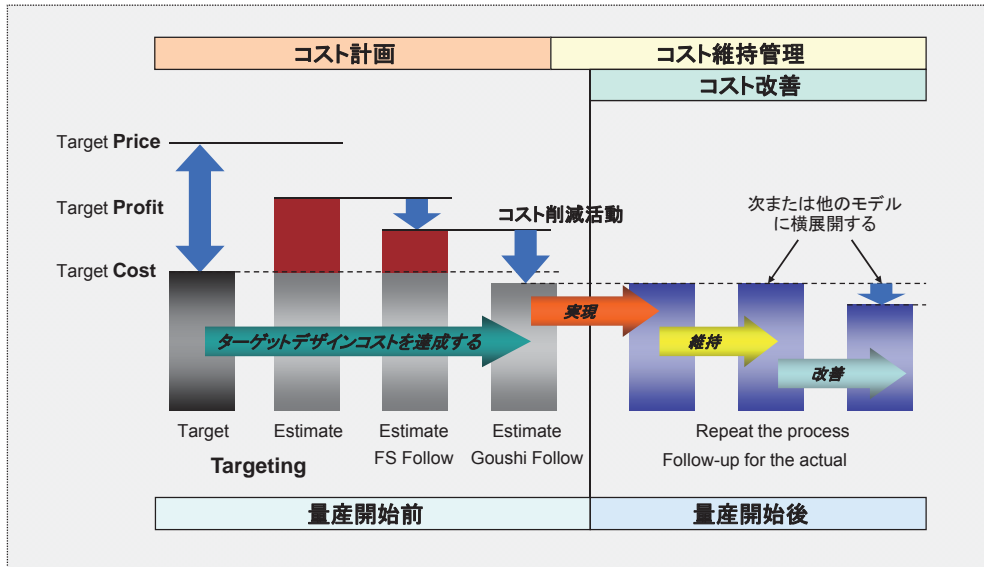 コスト計画
コスト維持管理
コスト改善
Target Price
Target Profit
コスト削減活動
次または他のモデル
に横展開する
Target Cost
実現
ターゲットデザインコストを達成する
維持
改善
Target
Estimate
Estimate
Estimate
FS Follow
Goushi Follow
Targeting
Repeat the process
Follow-up for the actual
量産開始前
量産開始後